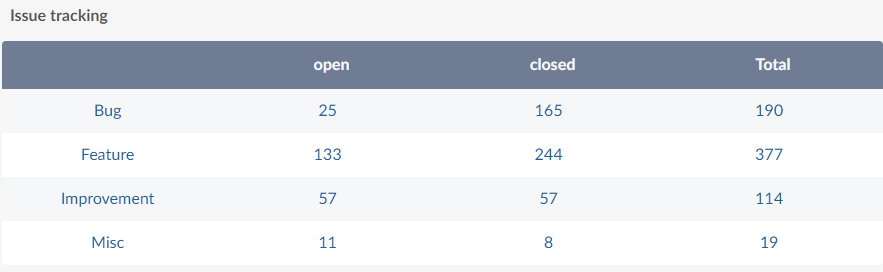 Issue tracking
open closed Total
Bug 25 165 190
Feature 133 244 377
Improvement 57 57 114
Misc 11 8 19